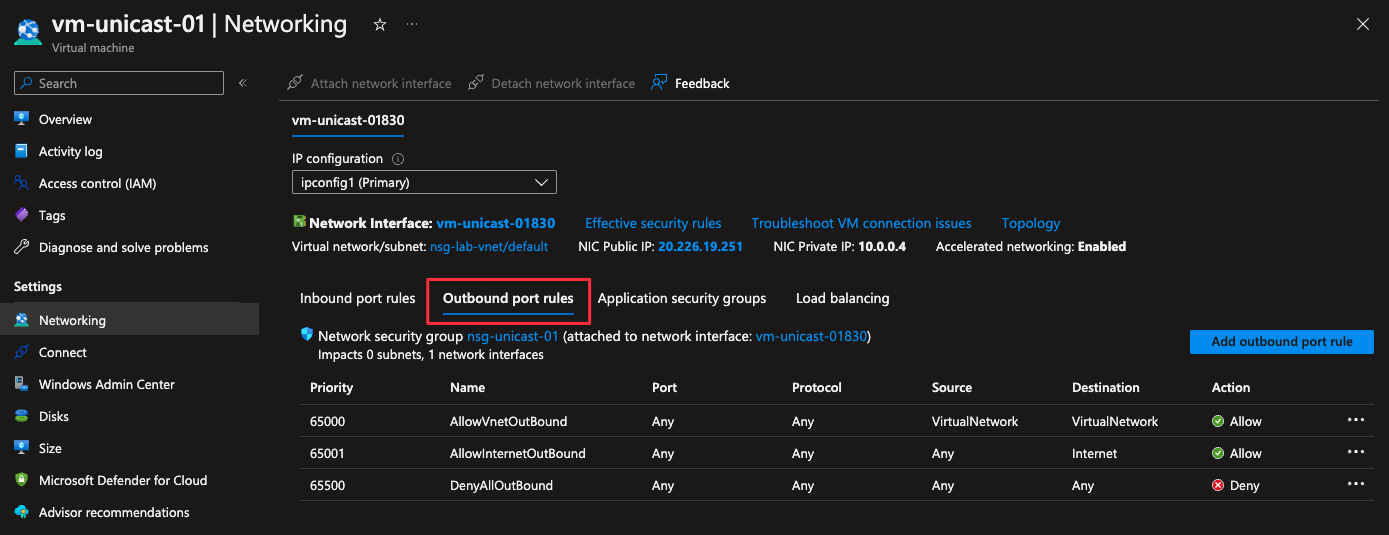 vm-unicast-01 | Networking
Virtual machine
Search
Overview
Activity log
Access control (IAM)
Tags
Diagnose and solve problems
Settings
Networking
Connect
Windows Admin Center
Disks
Size
Microsoft Defender for Cloud
Advisor recommendations
Attach network interface Detach network interface Feedback
vm-unicast-01830
IP configuration
ipconfig1 (Primary)
Network Interface: vm-unicast-01830 Effective security rules Troubleshoot VM connection issues Topology
Virtual network/subnet: nsg-lab-vnet/default NIC Public IP: 20.226.19.251 NIC Private IP: 10.0.0.4 Accelerated networking: Enabled
Inbound port rules Outbound port rules Application security groups Load balancing
Network security group nsg-unicast-01 (attached to network interface: vm-unicast-01830)
Impacts 0 subnets, 1 network interfaces
Add outbound port rule
Priority Name Port Protocol Source Destination Action
65000 AllowVnetOutBound Any Any VirtualNetwork VirtualNetwork Allow
65001 AllowInternetOutBound Any Any Any Internet Allow
65500 DenyAllOutBound Any Any Any Any Deny